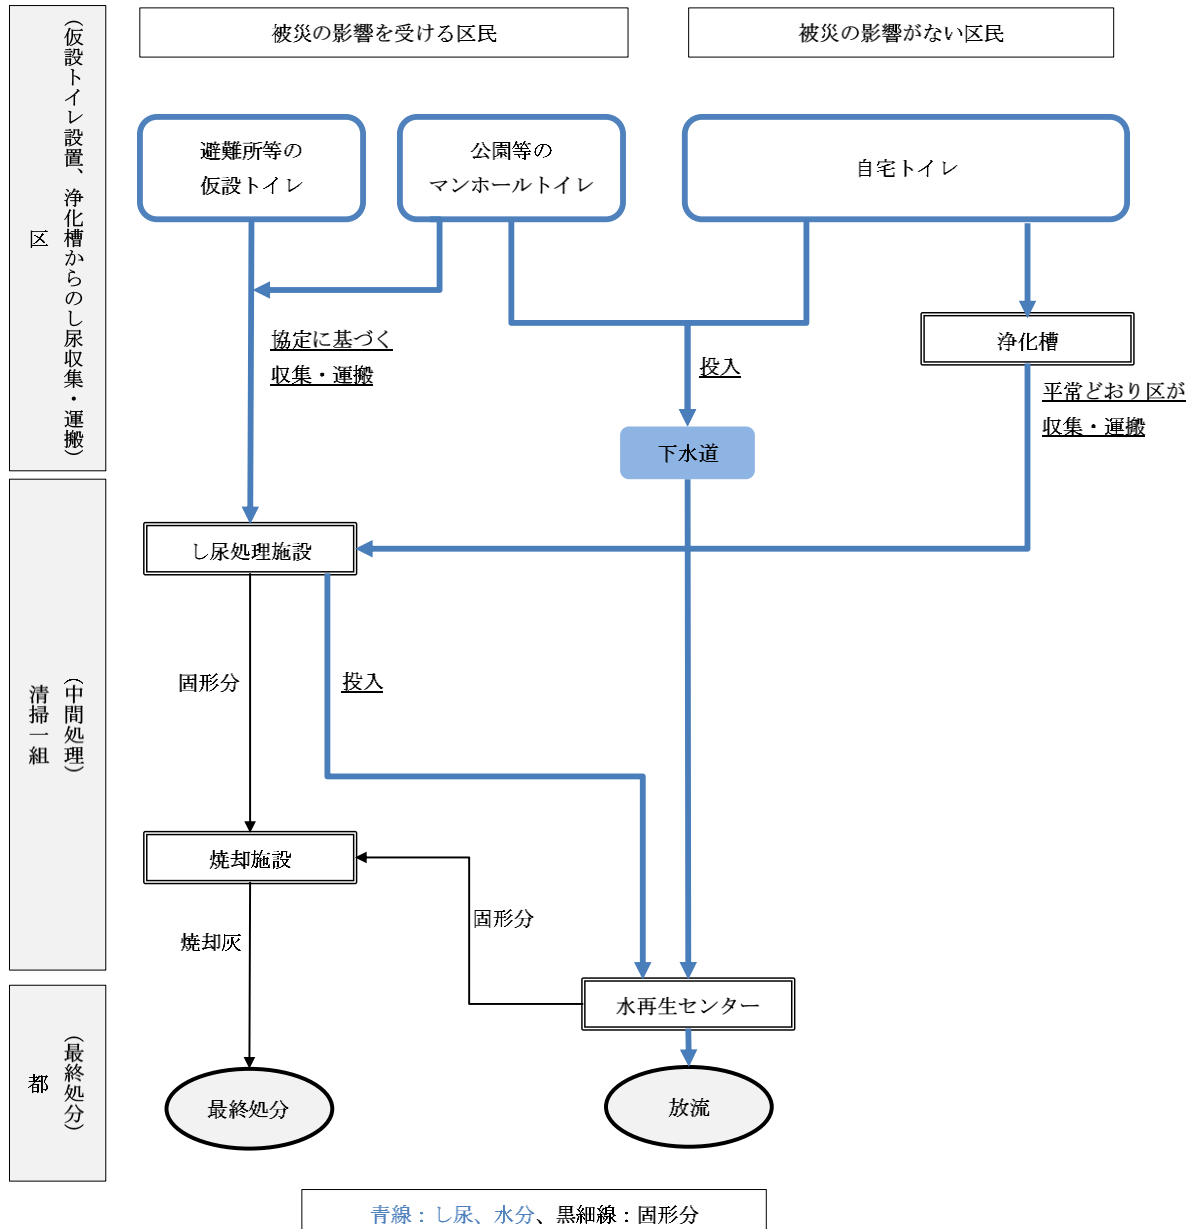 被災の影響を受ける区民
被災の影響がない区民
（仮設トイレ設置、浄化槽からのし尿収集・運搬）
区
避難所等の
仮設トイレ
公園等の
マンホールトイレ
自宅トイレ
浄化槽
協定に基づく
収集・運搬
投入
平常どおり区が
収集・運搬
下水道
（中間処理）
清掃一組
し尿処理施設
固形分
投入
焼却施設
固形分
焼却灰
（最終処分）
都
水再生センター
最終処分
放流
青線：し尿、水分、黒細線：固形分